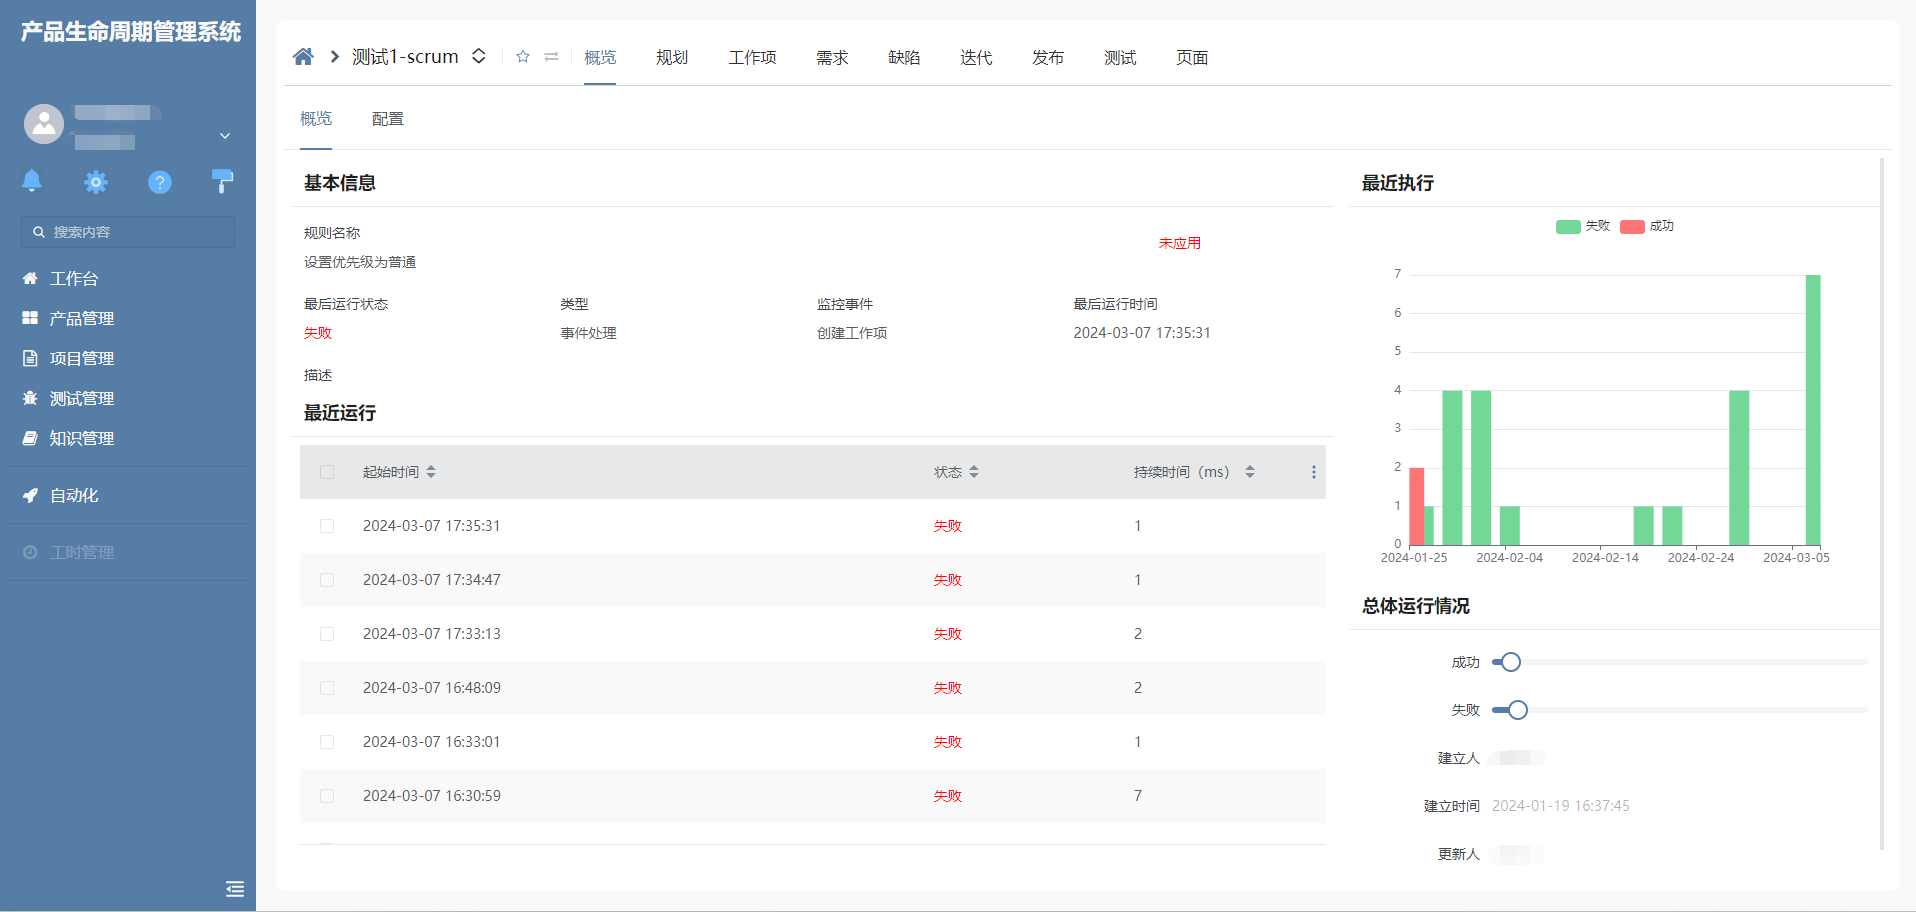 产品生命周期管理系统
搜索内容
工作台
产品管理
项目管理
测试管理
知识管理
自动化
工时管理
测试1-scrum
概览 规划 工作项 需求 缺陷 迭代 发布 测试 页面
概览 配置
基本信息
规则名称
设置优先级为普通
未应用
最后运行状态 类型 监控事件 最后运行时间
失败 事件处理 创建工作项 2024-03-07 17:35:31
描述
最近运行
起始时间 状态 持续时间（ms）
2024-03-07 17:35:31 失败 1
2024-03-07 17:34:47 失败 1
2024-03-07 17:33:13 失败 2
2024-03-07 16:48:09 失败 2
2024-03-07 16:33:01 失败 1
2024-03-07 16:30:59 失败 7
最近执行
失败 成功
7
6
5
4
3
2
1
0
2024-01-25 2024-02-04 2024-02-14 2024-02-24 2024-03-05
总体运行情况
成功
失败
建立人
建立时间 2024-01-19 16:37:45
更新人